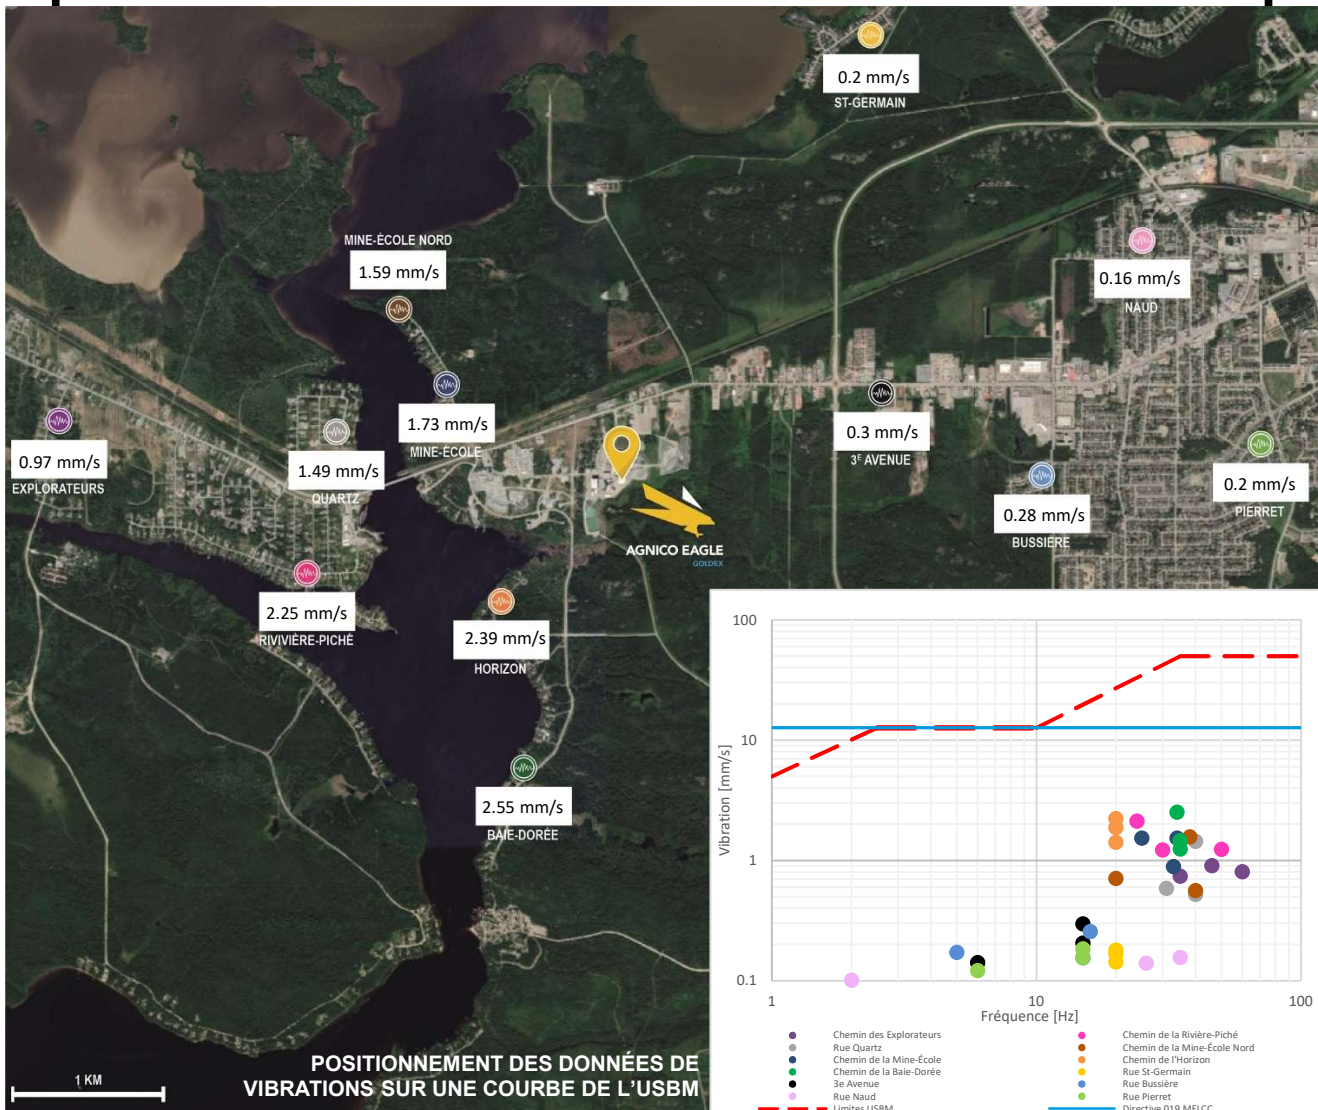 0.2 mm/s
ST-GERMAIN
MINE-ÉCOLE NORD
1.59 mm/s
0.16 mm/s
NAUD
1.73 mm/s
MINE-ÉCOLE
0.97 mm/s
EXPLORATEURS
1.49 mm/s
QUARTZ
0.3 mm/s
3E AVENUE
0.2 mm/s
PIERRET
0.28 mm/s
BUSSIÈRE
AGNICO EAGLE
GOLDEX
2.25 mm/s
RIVIVIÈRE-PICHÉ
2.39 mm/s
HORIZON
2.55 mm/s
BAIE-DORÉE
100
10
1
0.1
Vibration [mm/s]
1
10
100
Fréquence [Hz]
Chemin des Explorateurs
Chemin de la Rivière-Piché
Rue Quartz
Chemin de la Mine-École Nord
Chemin de la Mine-École
Chemin de l'Horizon
Chemin de la Baie-Dorée
Rue St-Germain
3e Avenue
Rue Bussière
Rue Naud
Rue Pierret
Limites USBM
Directive 019 MELCC
1 KM
POSITIONNEMENT DES DONNÉES DE
VIBRATIONS SUR UNE COURBE DE L'USBM